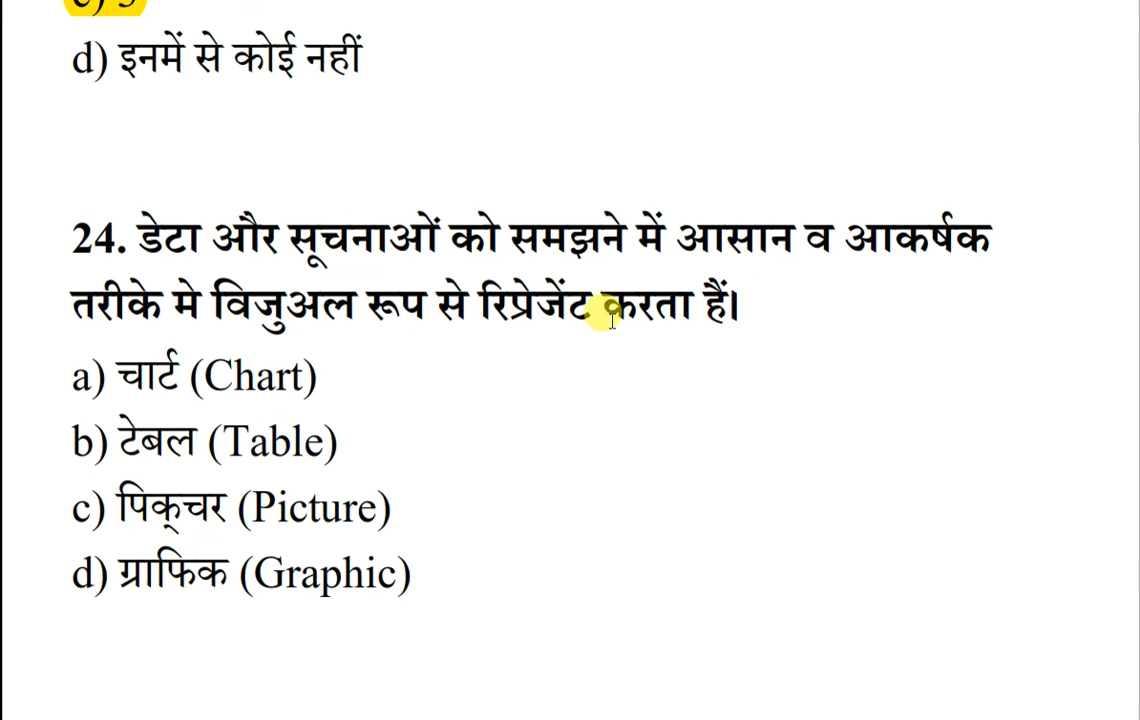 d) इनमें से कोई नहीं
24. डेटा और सूचनाओं को समझने में आसान व आकर्षक
तरीके मे विजुअल रूप से रिप्रेजेंट करता हैं।
a) चार्ट (Chart)
b) टेबल (Table)
c) पिक्चर (Picture)
d) ग्राफिक (Graphic)